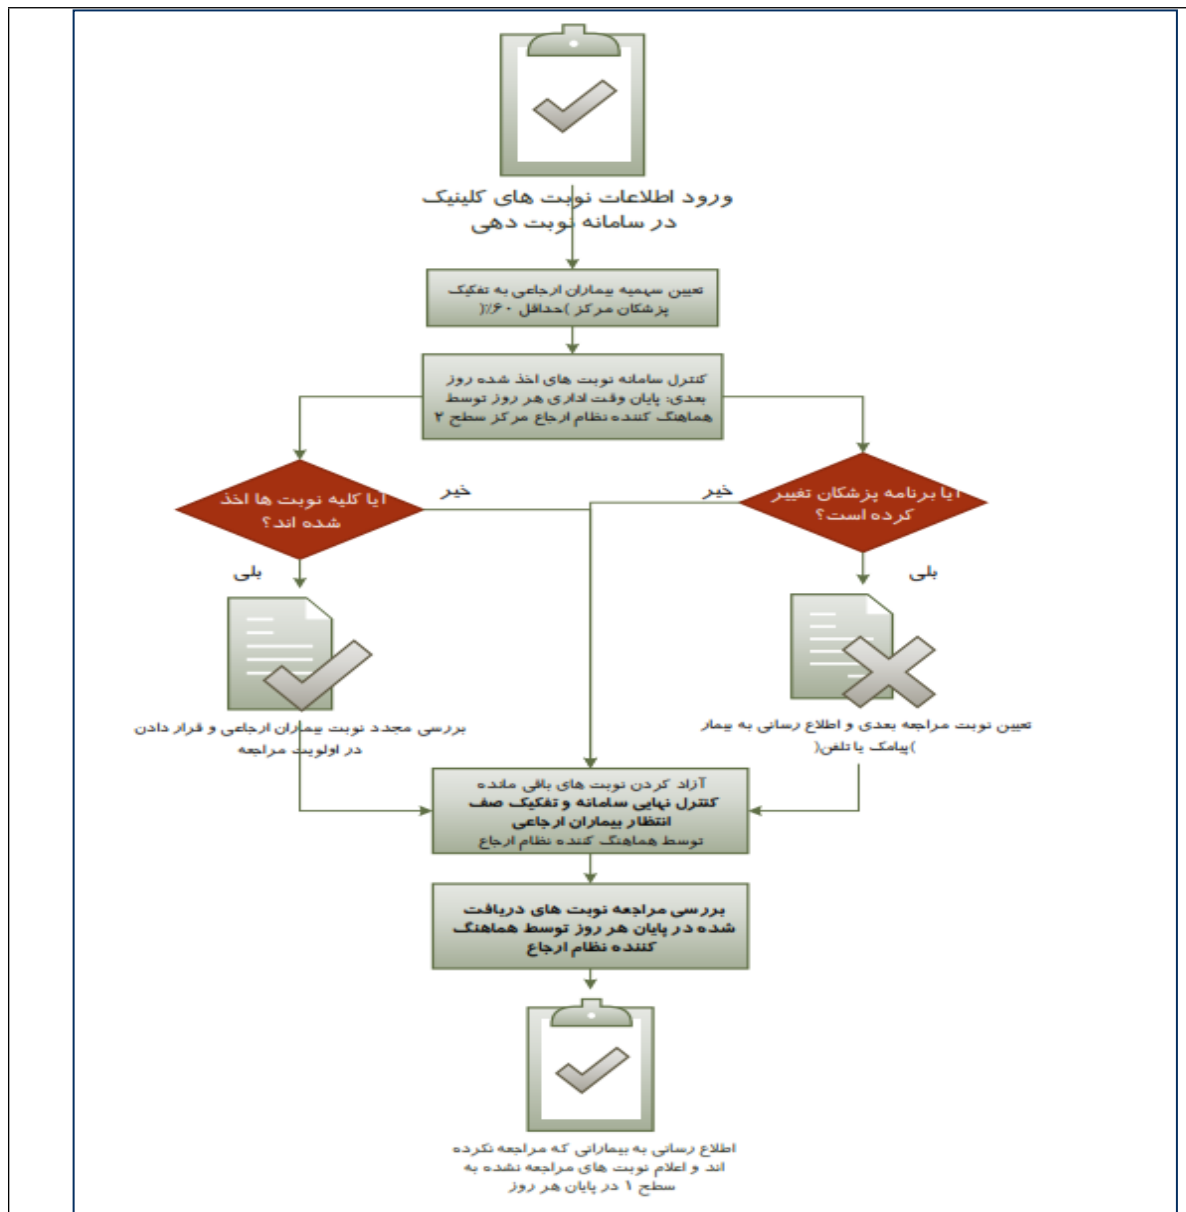 ورود اطلاعات نوبت های کلینیک
در سامانه نوبت دهی
تعیین سهمیه بیماران ارجاعی به تفکیک
پزشکان مرکز )حداقل ۶۰٪(
کنترل سامانه نوبت های اخذ شده روز
بعدی: پایان وقت اداری هر روز توسط
هماهنگ کننده نظام ارجاع مرکز سطح ۲
آیا برنامه پزشکان تغییر
کرده است؟
خیر
بلی
آیا کلیه نوبت ها اخذ
شده اند؟
خیر
بلی
تعیین نوبت مراجعه بعدی و اطلاع رسانی به بیمار
)پیامک یا تلفن(
بررسی مجدد نوبت بیماران ارجاعی و قرار دادن
در اولویت مراجعه
آزاد کردن نوبت های باقی مانده
کنترل نهایی سامانه و تفکیک صف
انتظار بیماران ارجاعی
توسط هماهنگ کننده نظام ارجاع
بررسی مراجعه نوبت های دریافت
شده در پایان هر روز توسط هماهنگ
کننده نظام ارجاع
اطلاع رسانی به بیمارانی که مراجعه نکرده
اند و اعلام نوبت های مراجعه نشده به
سطح ۱ در پایان هر روز